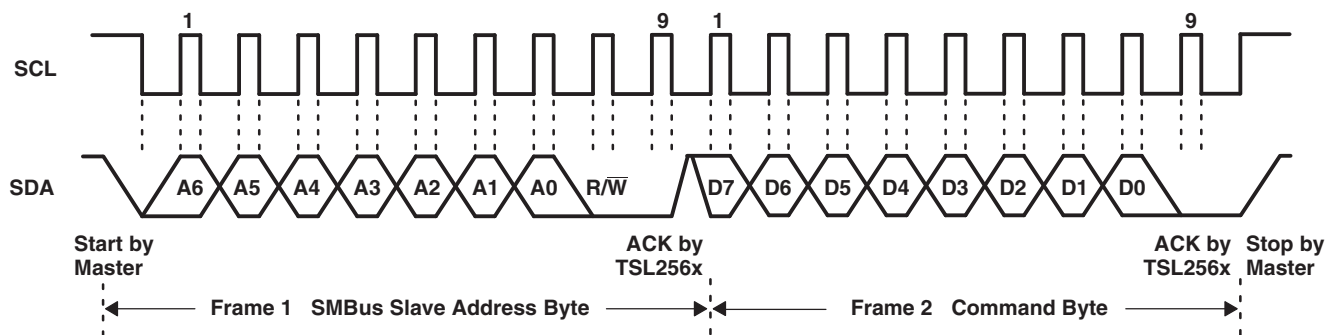 1 9 1 9
SCL
SDA A6 A5 A4 A3 A2 A1 A0 R/W̅ D7 D6 D5 D4 D3 D2 D1 D0
Start by Master ACK by TSL256x ACK by TSL256x Stop by Master
Frame 1 SMBus Slave Address Byte Frame 2 Command Byte